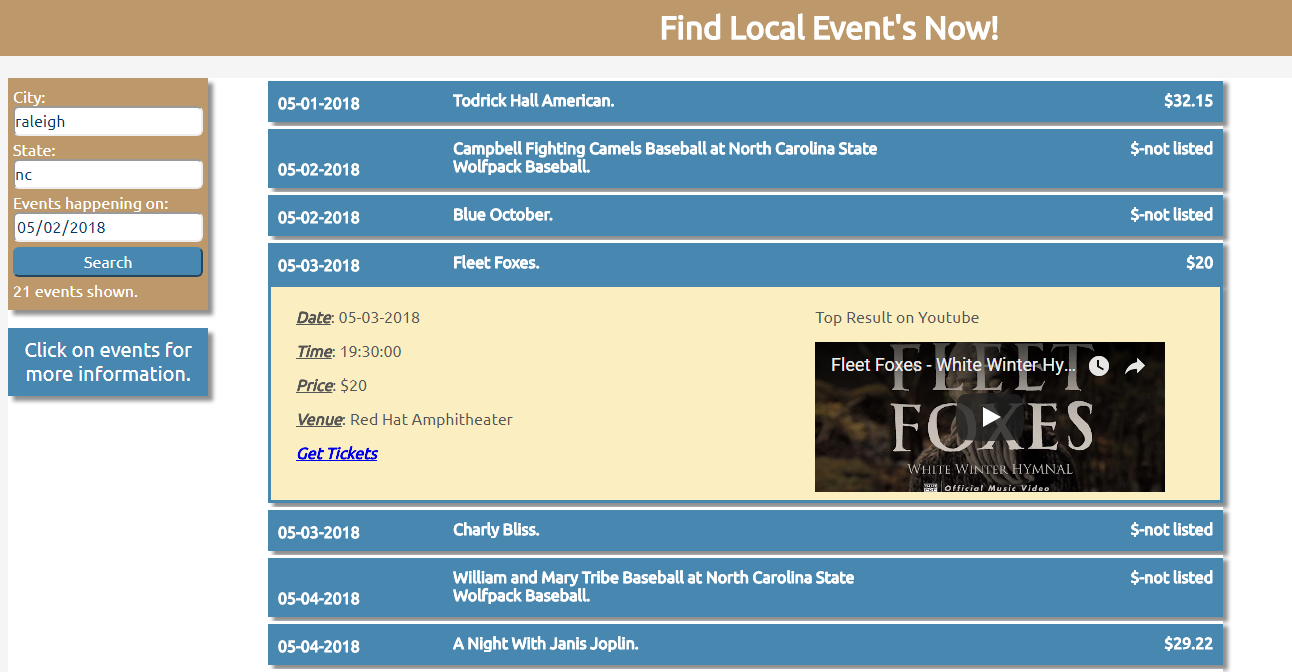 Find Local Event's Now!
City:
raleigh
State:
nc
Events happening on:
05/02/2018
Search
21 events shown.
Click on events for
more information.
05-01-2018 Todrick Hall American. $32.15
05-02-2018 Campbell Fighting Camels Baseball at North Carolina State $-not listed
Wolfpack Baseball.
05-02-2018 Blue October. $-not listed
05-03-2018 Fleet Foxes. $20
Date: 05-03-2018
Time: 19:30:00
Price: $20
Venue: Red Hat Amphitheater
Get Tickets
Top Result on Youtube
Fleet Foxes - White Winter Hy...
FLEET
FOXES
WHITE WINTER HYMNAL
Official Music Video
05-03-2018 Charly Bliss. $-not listed
05-04-2018 William and Mary Tribe Baseball at North Carolina State $-not listed
Wolfpack Baseball.
05-04-2018 A Night With Janis Joplin. $29.22